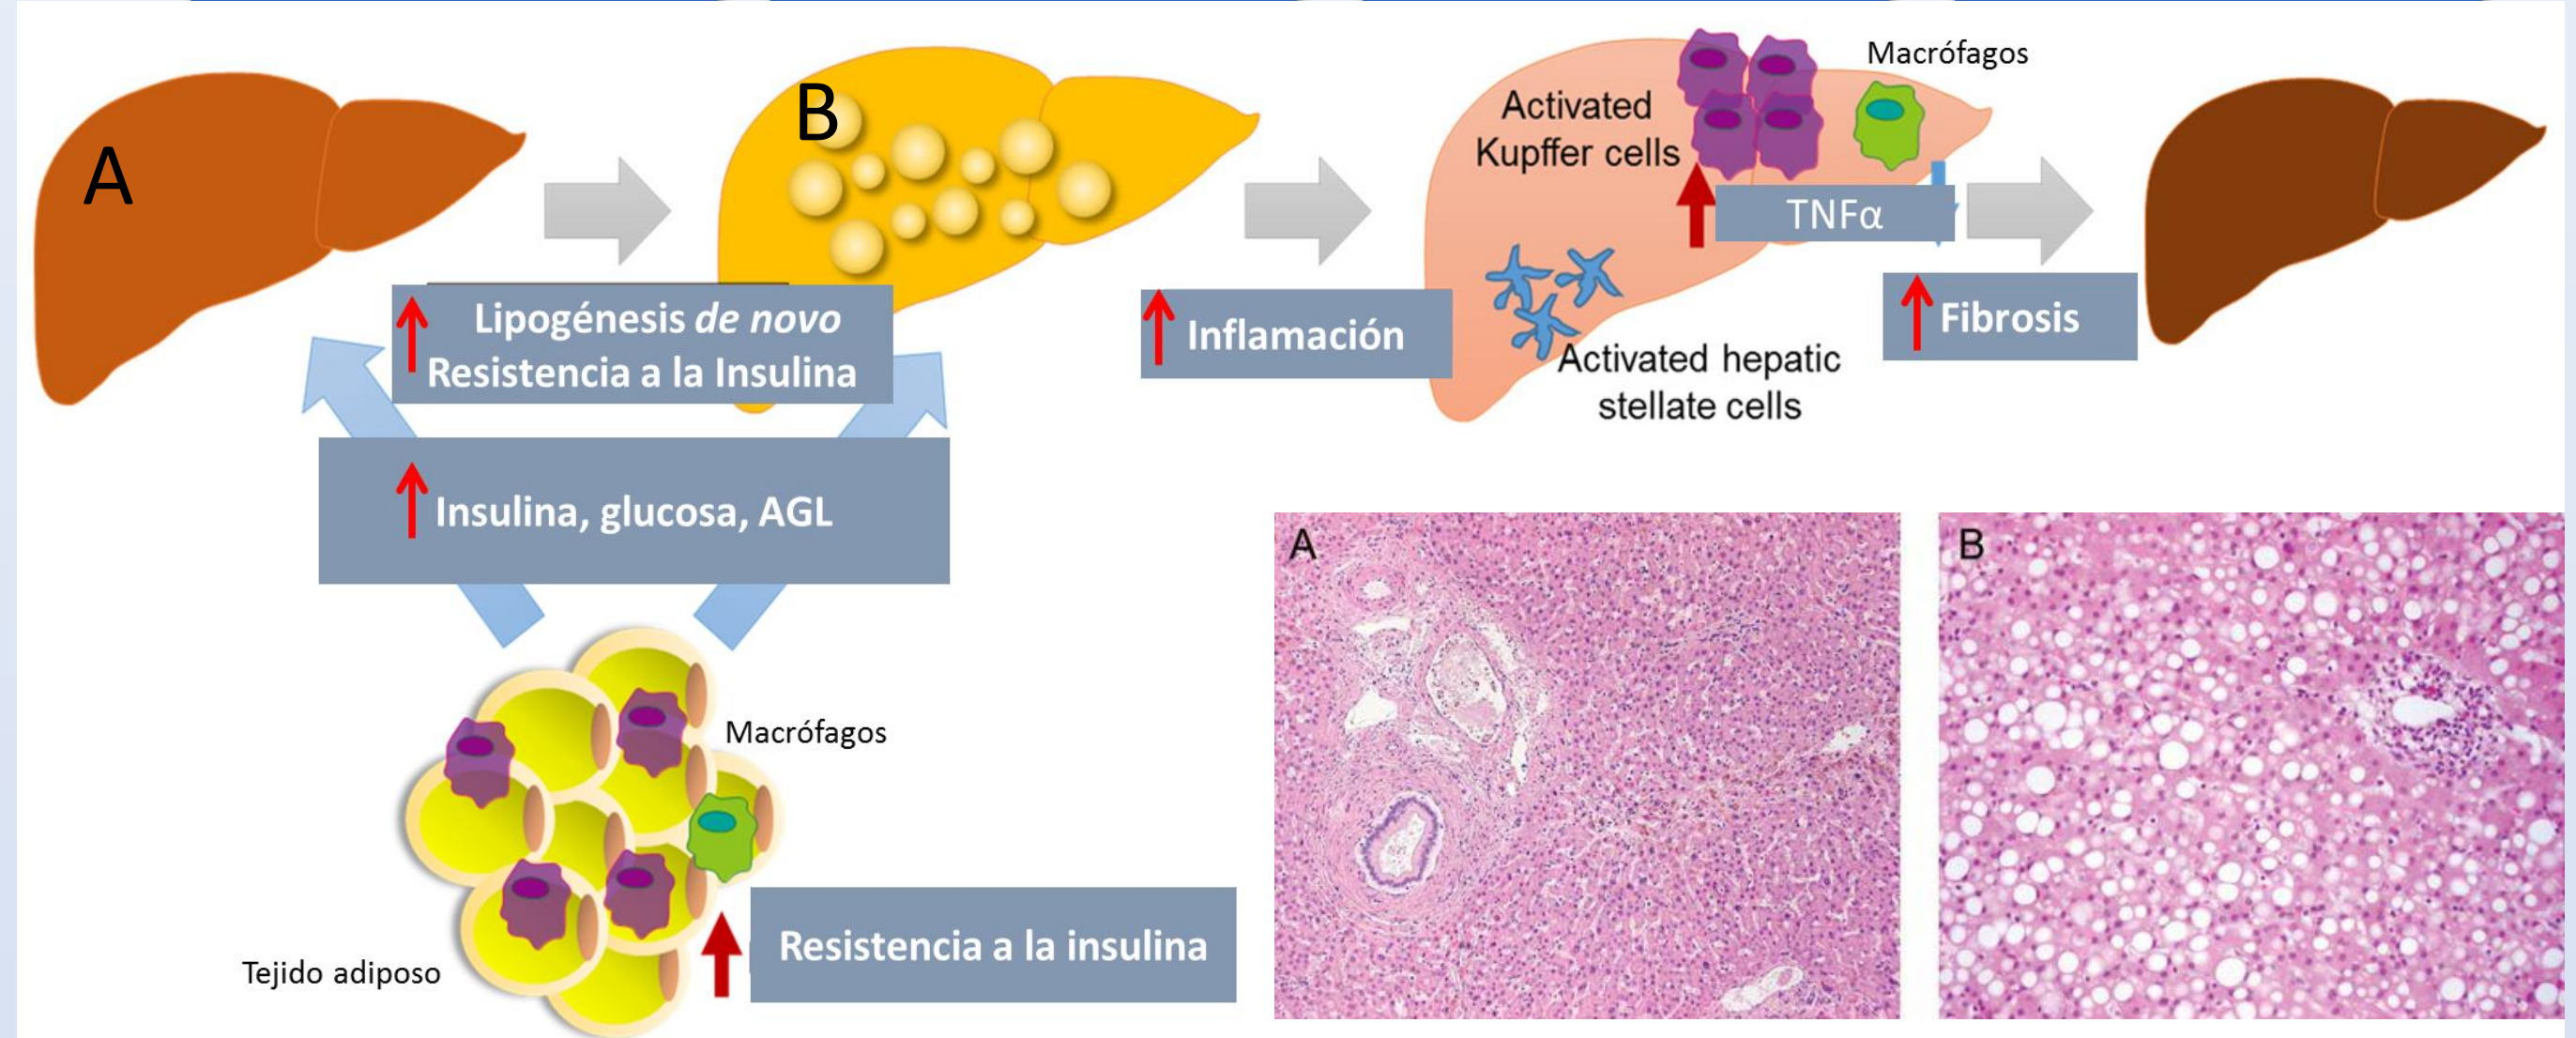 A
B
Macrófagos
Activated
Kupffer cells
TNFα
Lipogénesis de novo
Resistencia a la Insulina
Inflamación
Fibrosis
Activated hepatic
stellate cells
Insulina, glucosa, AGL
A
B
Macrófagos
Resistencia a la insulina
Tejido adiposo